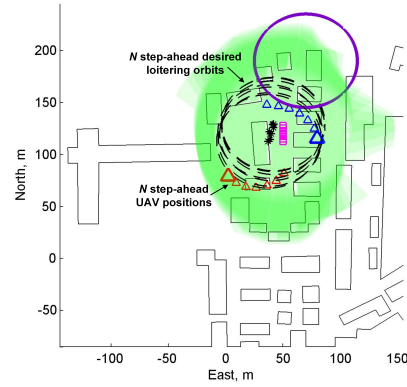 200
150
100
50
0
-50
-100
-50
0
50
100
150
North, m
East, m
N step-ahead desired
loitering orbits
N step-ahead
UAV positions